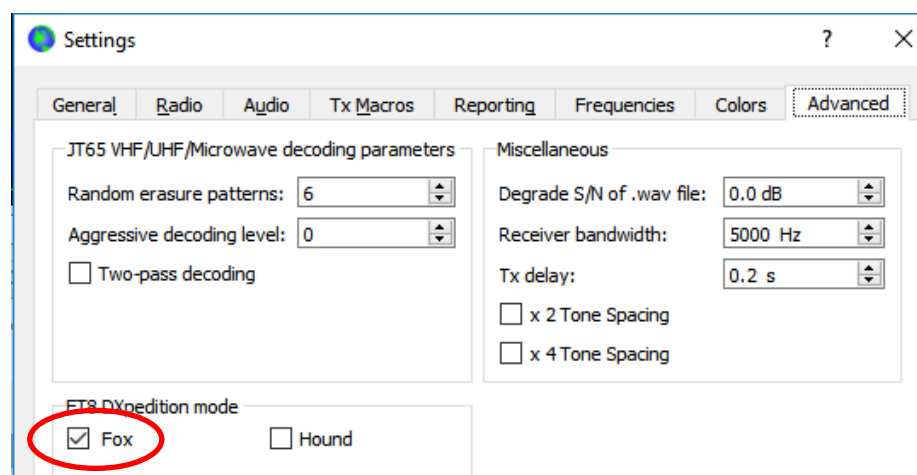 Settings ?
General Radio Audio Tx Macros Reporting Frequencies Colors Advanced
JT65 VHF/UHF/Microwave decoding parameters
Random erasure patterns: 6
Aggressive decoding level: 0
Two-pass decoding
Miscellaneous
Degrade S/N of .wav file: 0.0 dB
Receiver bandwidth: 5000 Hz
Tx delay: 0.2 s
x 2 Tone Spacing
x 4 Tone Spacing
FT8 DXpedition mode
Fox Hound